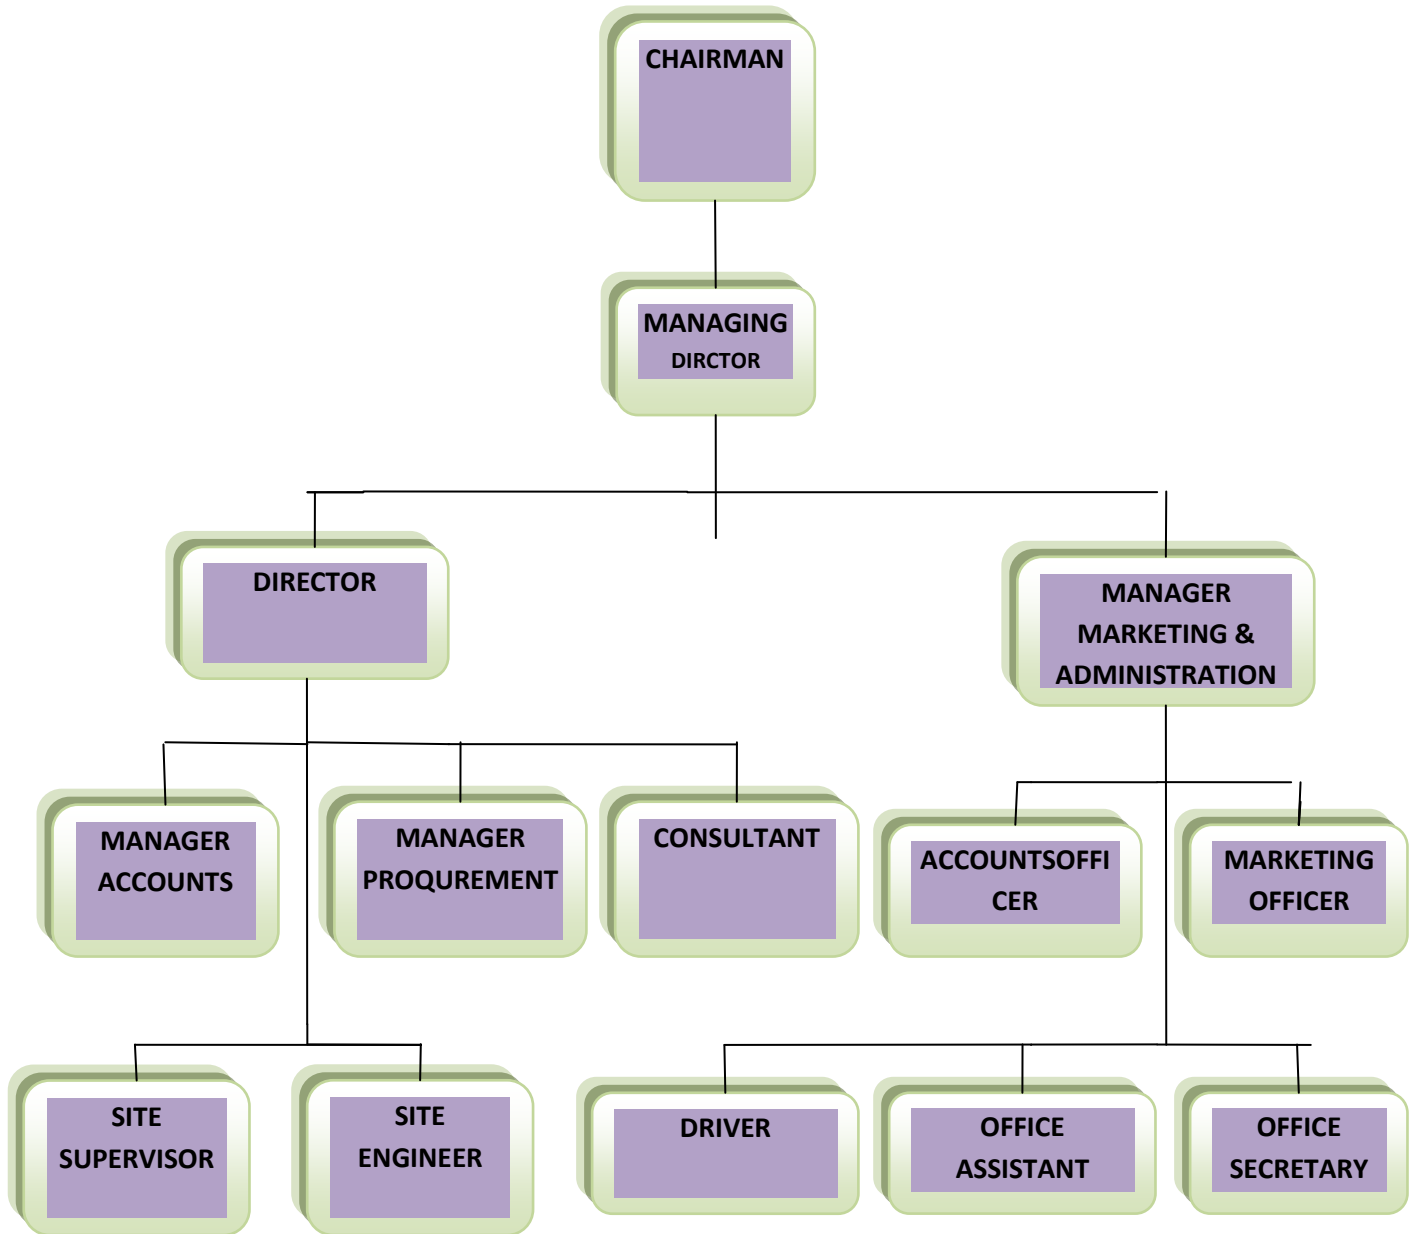 CHAIRMAN
MANAGING
DIRCTOR
DIRECTOR
MANAGER
MARKETING &
ADMINISTRATION
MANAGER
ACCOUNTS
MANAGER
PROQUREMENT
CONSULTANT
ACCOUNTSOFFI
CER
MARKETING
OFFICER
SITE
SUPERVISOR
SITE
ENGINEER
DRIVER
OFFICE
ASSISTANT
OFFICE
SECRETARY